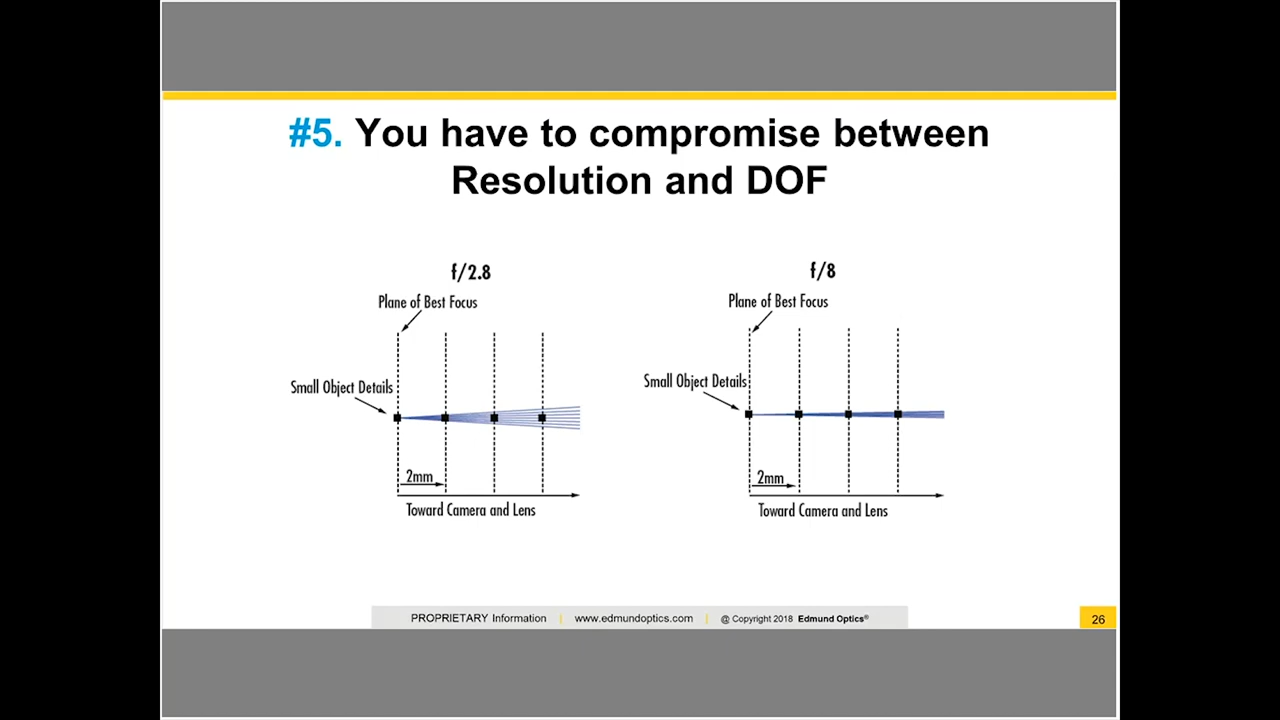 #5. You have to compromise between
Resolution and DOF
f/2.8
Plane of Best Focus
Small Object Details
2mm
Toward Camera and Lens
f/8
Plane of Best Focus
Small Object Details
2mm
Toward Camera and Lens
PROPRIETARY Information | www.edmundoptics.com | @ Copyright 2018 Edmund Optics®
26